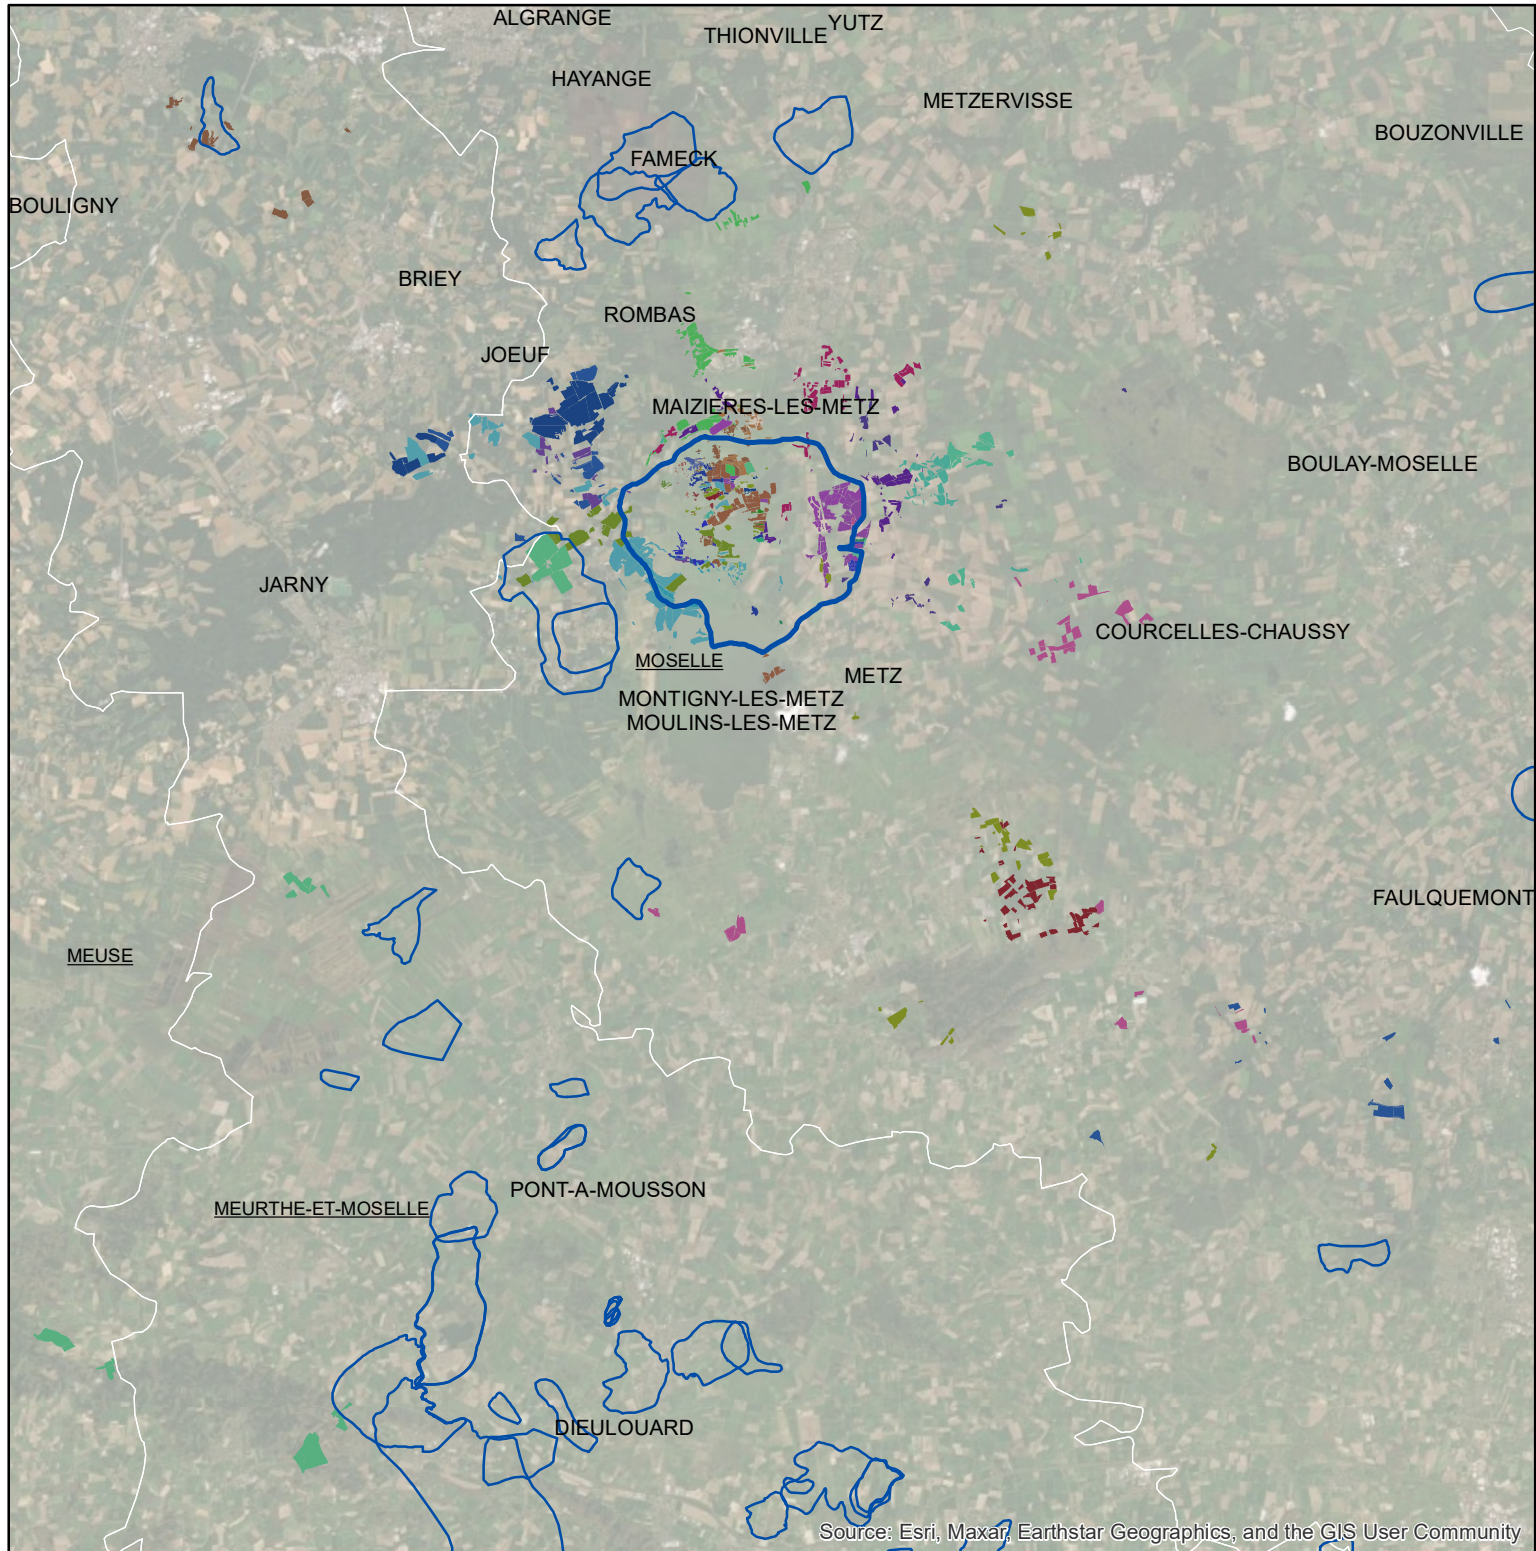 ALGRANGE
YUTZ
THIONVILLE
HAYANGE
METZERVISSE
BOUZONVILLE
FAMECK
BOULIGNY
BRIEY
ROMBAS
JOEUF
MAIZIERES-LES-METZ
BOULAY-MOSELLE
JARNY
COURCELLES-CHAUSSY
MOSELLE
METZ
MONTIGNY-LES-METZ
MOULINS-LES-METZ
FAULQUEMONT
MEUSE
PONT-A-MOUSSON
MEURTHE-ET-MOSELLE
DIEULOUARD
Source: Esri, Maxar, Earthstar Geographics, and the GIS User Community